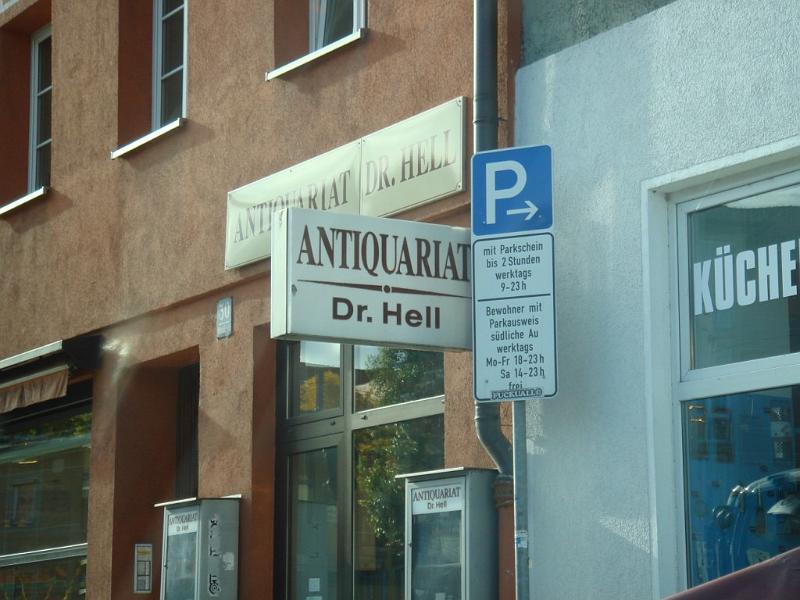 ANTIQUARIAT DR. HELL
ANTIQUARIAT
Dr. Hell
P
mit Parkschein
bis 2 Stunden
werktags
9-23 h
Bewohner mit
Parkausweis
südliche Au
werktags
Mo-Fr 18-23 h
Sa 14-23 h
frei
KÜCHE
50
ANTIQUARIAT
Dr. Hell
ANTIQUARIAT
Dr Hell